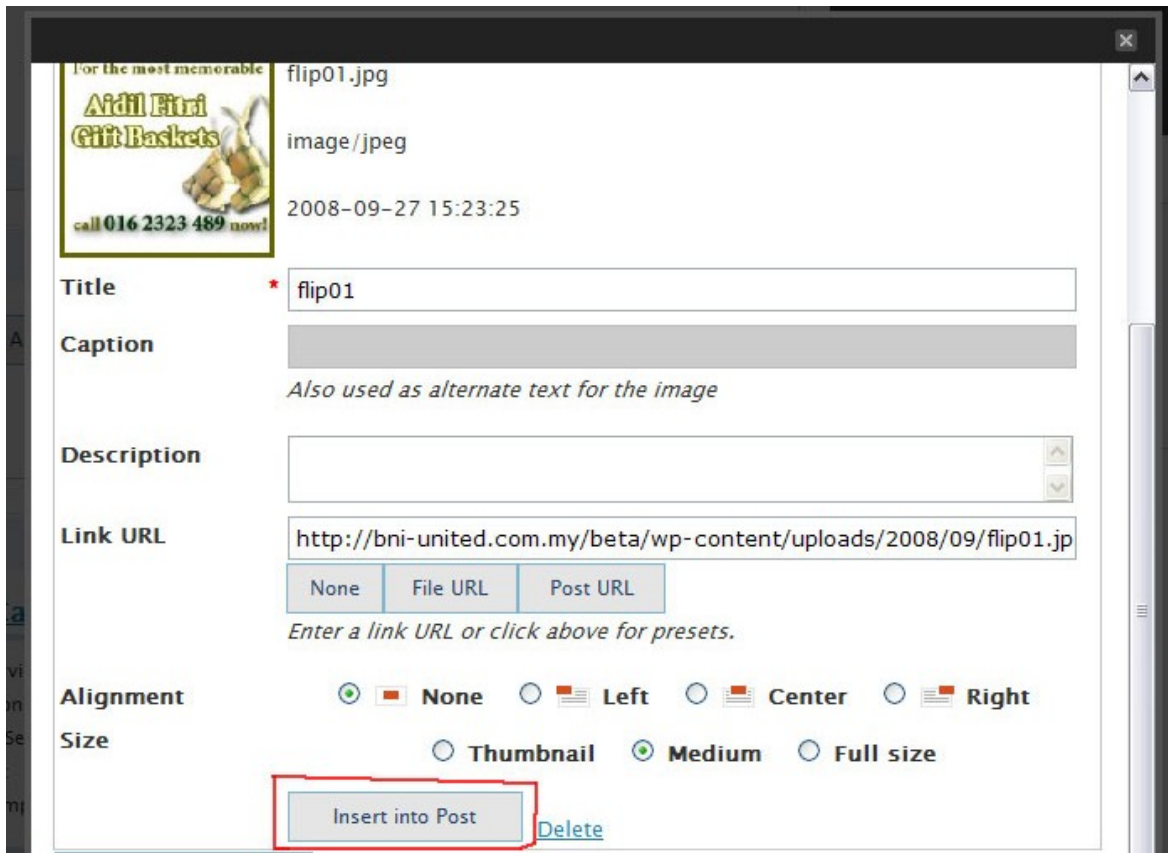 For the most memorable
Aidil Fitri
Gift Baskets
call 016 2323 489 now!
flip01.jpg
image/jpeg
2008-09-27 15:23:25
Title * flip01
Caption
Also used as alternate text for the image
Description
Link URL http://bni-united.com.my/beta/wp-content/uploads/2008/09/flip01.jp
None File URL Post URL
Enter a link URL or click above for presets.
Alignment None Left Center Right
Size Thumbnail Medium Full size
Insert into Post Delete